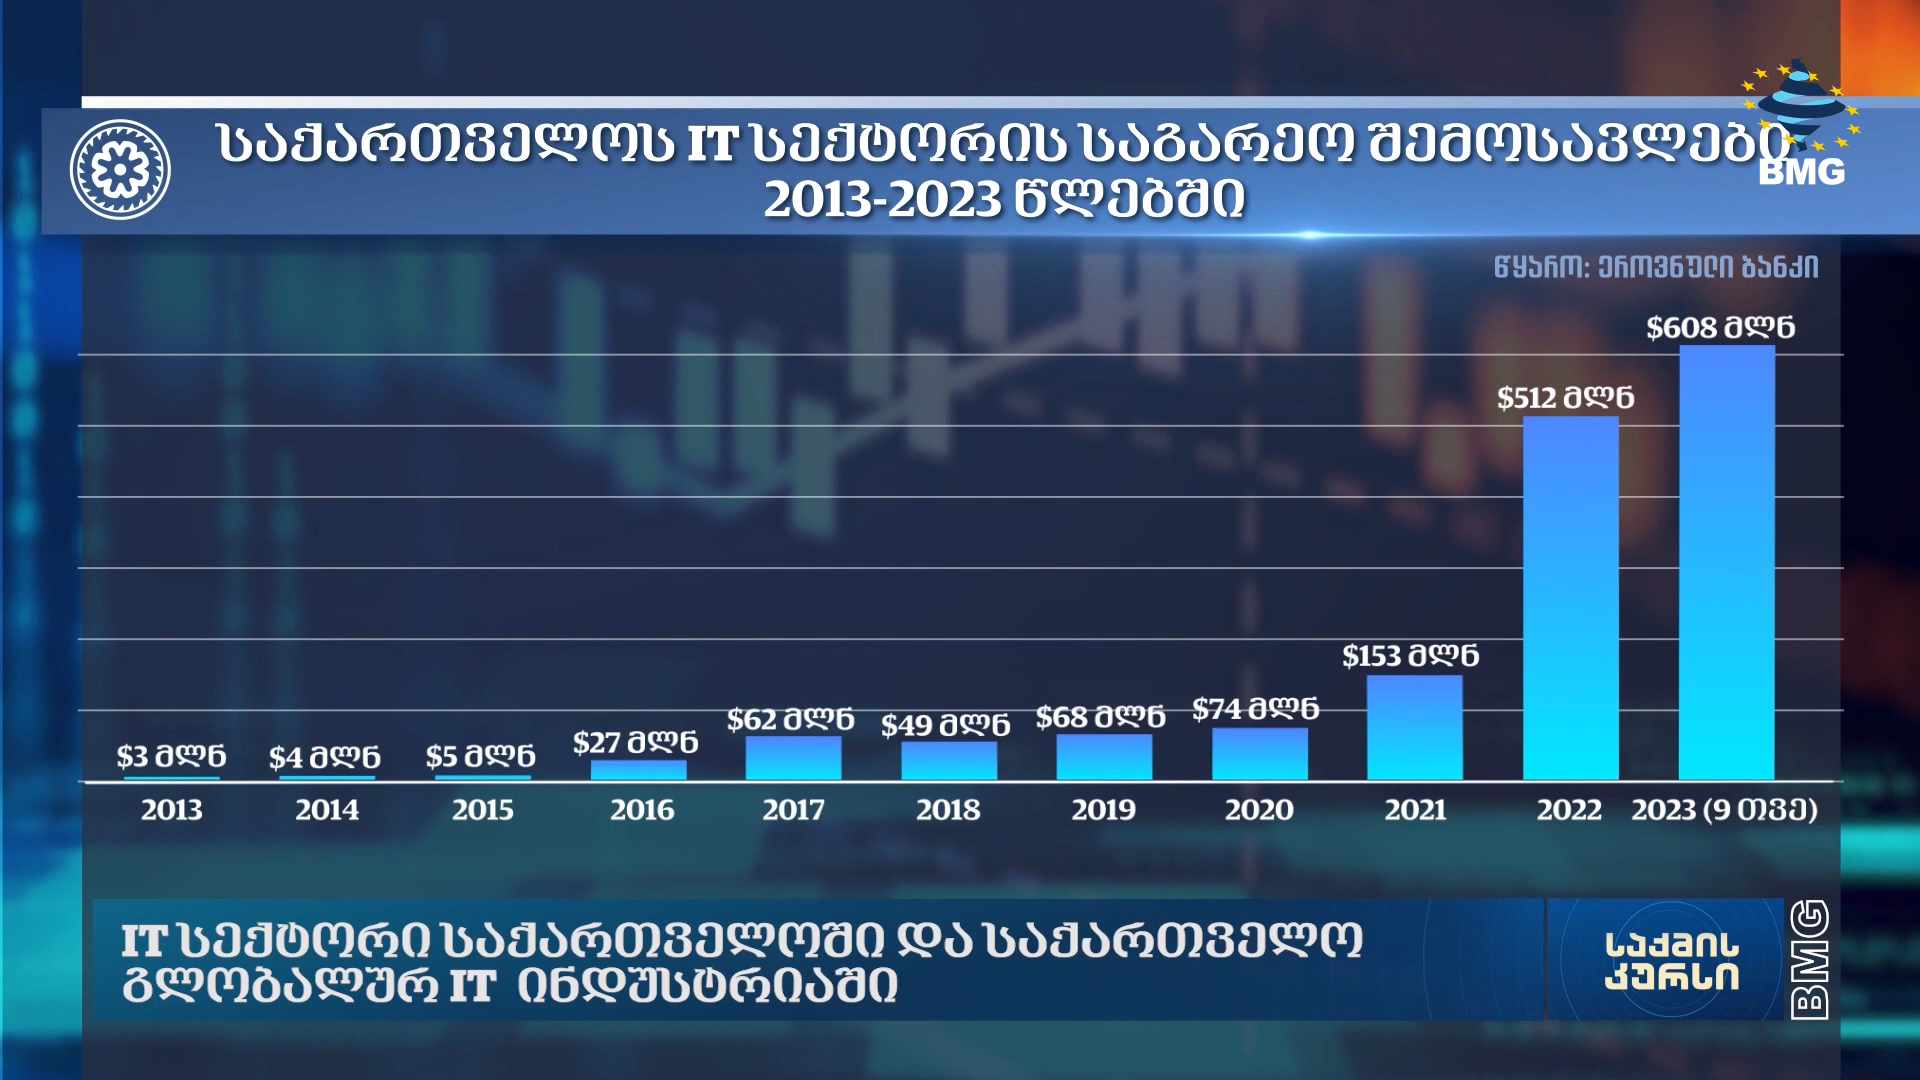 საქართველოს IT სექტორის საგარეო შემოსავლები
2013-2023 წლებში
BMG
წყარო: ეროვნული ბანკი
$3 მლნ
$4 მლნ
$5 მლნ
$27 მლნ
$62 მლნ
$49 მლნ
$68 მლნ
$74 მლნ
$153 მლნ
$512 მლნ
$608 მლნ
2013
2014
2015
2016
2017
2018
2019
2020
2021
2022
2023 (9 თვე)
IT სექტორი საქართველოში და საქართველო
გლობალურ IT ინდუსტრიაში
საქმის
კურსი
BMG